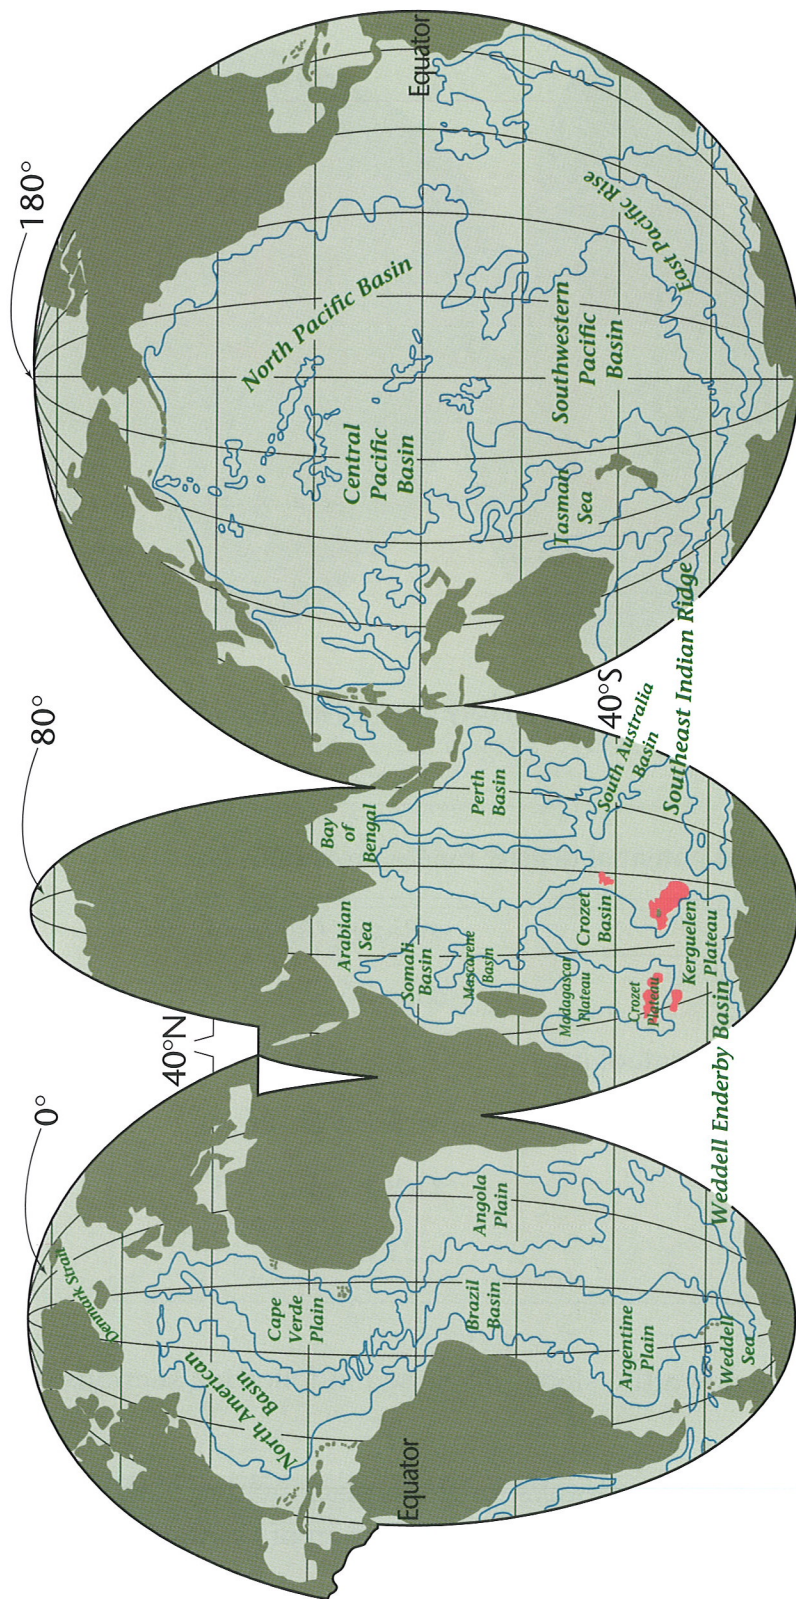 0°
40°N
80°
180°
Denmark Strait
North American
Basin
Cape
Verde
Plain
Equator
Brazil
Basin
Angola
Plain
Argentine
Plain
Weddell
Sea
Weddell Enderby Basin
Arabian
Sea
Bay
of
Bengal
Somali
Basin
Mascarene
Basin
Perth
Basin
Madagascar
Plateau
Crozet
Basin
Crozet
Plateau
Kerguelen
Plateau
40°S
South Australia
Basin
Southeast Indian Ridge
North Pacific Basin
Central
Pacific
Basin
Equator
Tasman
Sea
Southwestern
Pacific
Basin
East Pacific Rise